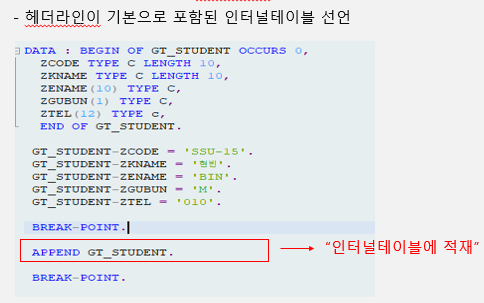 - 헤더라인이 기본으로 포함된 인터널테이블 선언
DATA : BEGIN OF GT_STUDENT OCCURS 0,
ZCODE TYPE C LENGTH 10,
ZKNAME TYPE C LENGTH 10,
ZENAME(10) TYPE C,
ZGUBUN(1) TYPE C,
ZTEL(12) TYPE c,
END OF GT_STUDENT.
GT_STUDENT-ZCODE = 'SSU-15'.
GT_STUDENT-ZKNAME = '현빈'.
GT_STUDENT-ZENAME = 'BIN'.
GT_STUDENT-ZGUBUN = 'M'.
GT_STUDENT-ZTEL = '010'.
BREAK-POINT.
APPEND GT_STUDENT.
"인터널테이블에 적재"
BREAK-POINT.